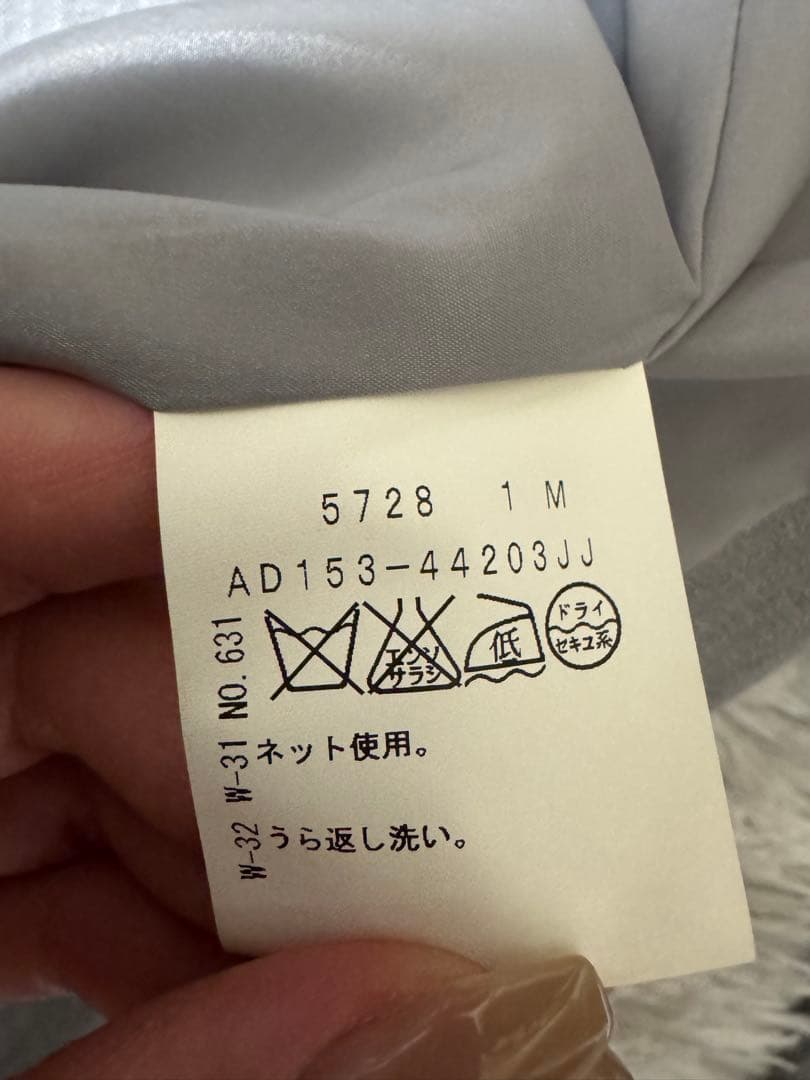 5728 1 M
AD153-44203JJ
エンソ
サラシ
低
ドライ
セキユ系
NO. 631
W-31 ネット使用。
W-32 うら返し洗い。